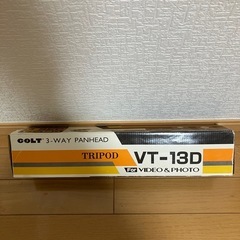 COLT 3-WAY PANHEAD
TRIPOD VT-13D
For VIDEO & PHOTO